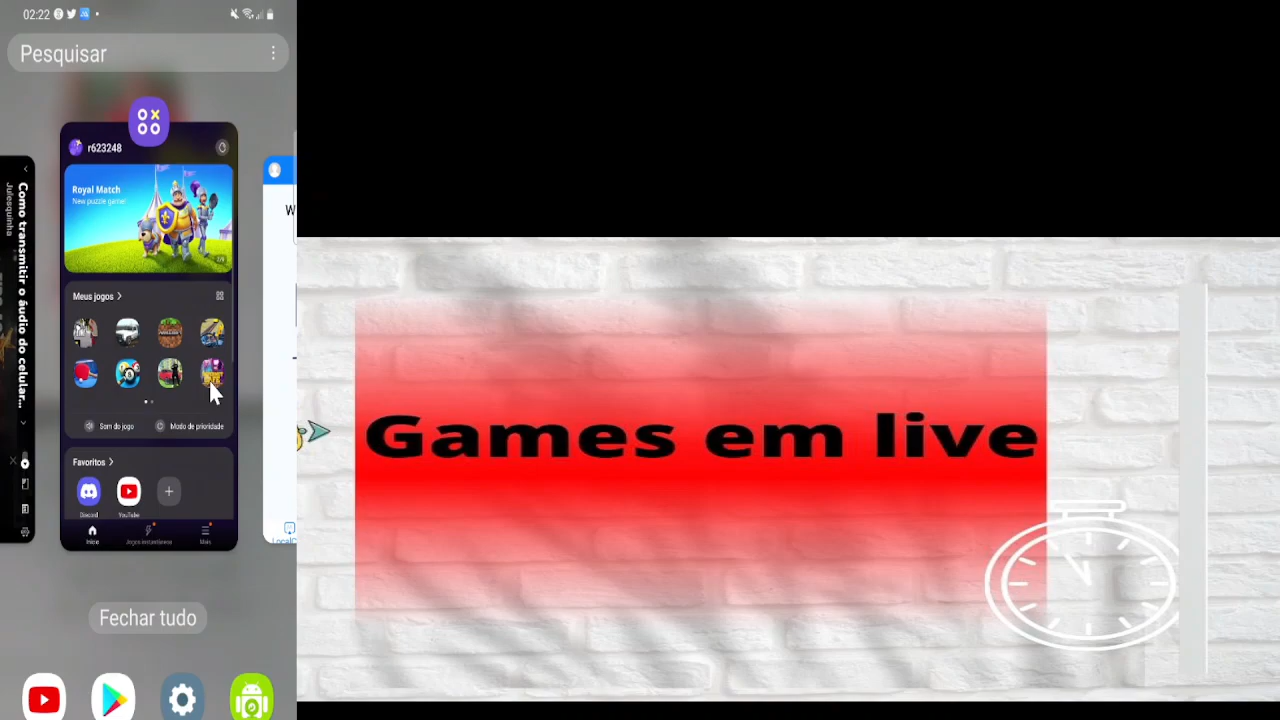 02:22
Pesquisar
r623248
Royal Match
New puzzle game!
Meus jogos
Som do jogo
Modo de prioridade
Favoritos
Discord
YouTube
Início
Jogos instantâneos
Mais
Como transmitir o áudio do celular...
Julesquinha
W
Fechar tudo
Games em live